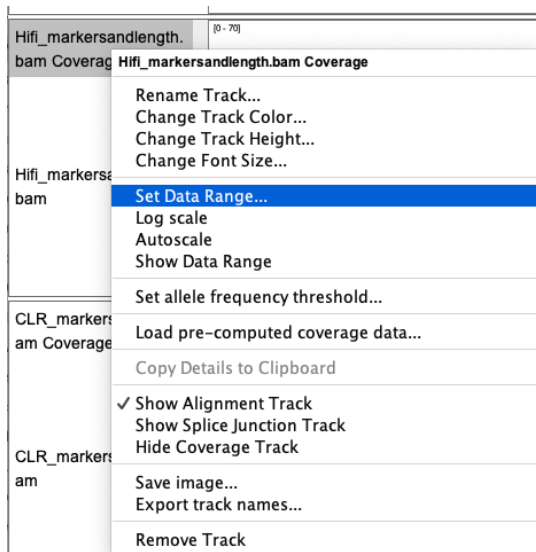 Hifi_markersandlength.
bam Coverag
[0 - 70]
Hifi_markersandlength.bam Coverage
Rename Track...
Change Track Color...
Change Track Height...
Change Font Size...
Set Data Range...
Log scale
Autoscale
Show Data Range
Set allele frequency threshold...
Load pre-computed coverage data...
Copy Details to Clipboard
✓ Show Alignment Track
Show Splice Junction Track
Hide Coverage Track
Save image...
Export track names...
Remove Track
Hifi_markersa
bam
CLR_markers
am Coverage
CLR_markers
am